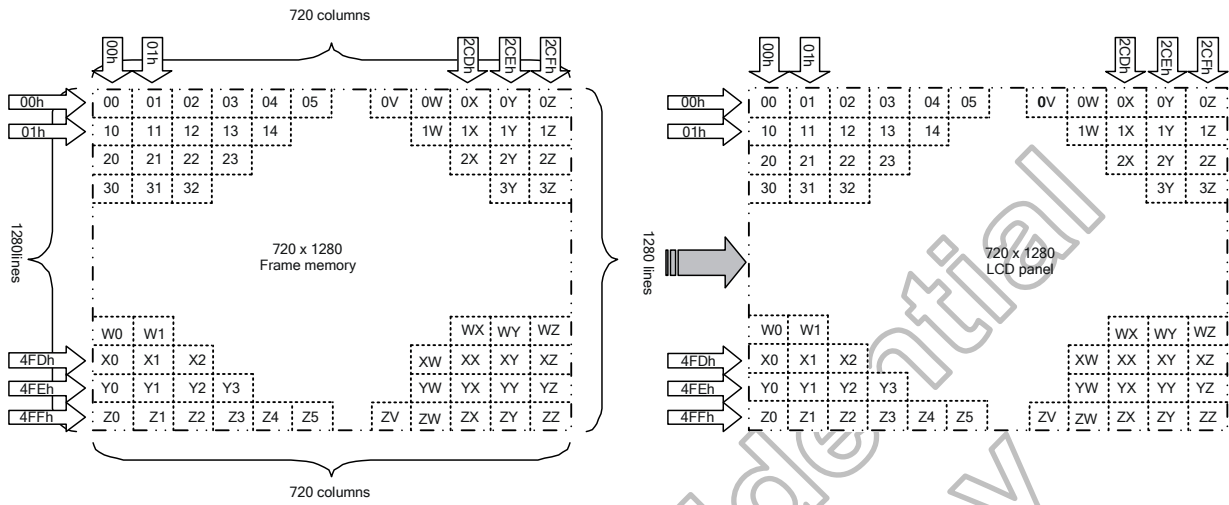 720 columns
00h 01h 2CDh 2CEh 2CFh 00h 01h 2CDh 2CEh 2CFh
00h 00 01 02 03 04 05 0V 0W 0X 0Y 0Z 00h 00 01 02 03 04 05 0V 0W 0X 0Y 0Z
01h 10 11 12 13 14 1W 1X 1Y 1Z 01h 10 11 12 13 14 1W 1X 1Y 1Z
20 21 22 23 2X 2Y 2Z 20 21 22 23 2X 2Y 2Z
30 31 32 3Y 3Z 30 31 32 3Y 3Z
1280lines 720 x 1280 1280 lines 720 x 1280
Frame memory LCD panel
W0 W1 WX WY WZ W0 W1 WX WY WZ
4FDh X0 X1 X2 XW XX XY XZ 4FDh X0 X1 X2 XW XX XY XZ
4FEh Y0 Y1 Y2 Y3 YW YX YY YZ 4FEh Y0 Y1 Y2 Y3 YW YX YY YZ
4FFh Z0 Z1 Z2 Z3 Z4 Z5 ZV ZW ZX ZY ZZ 4FFh Z0 Z1 Z2 Z3 Z4 Z5 ZV ZW ZX ZY ZZ
720 columns